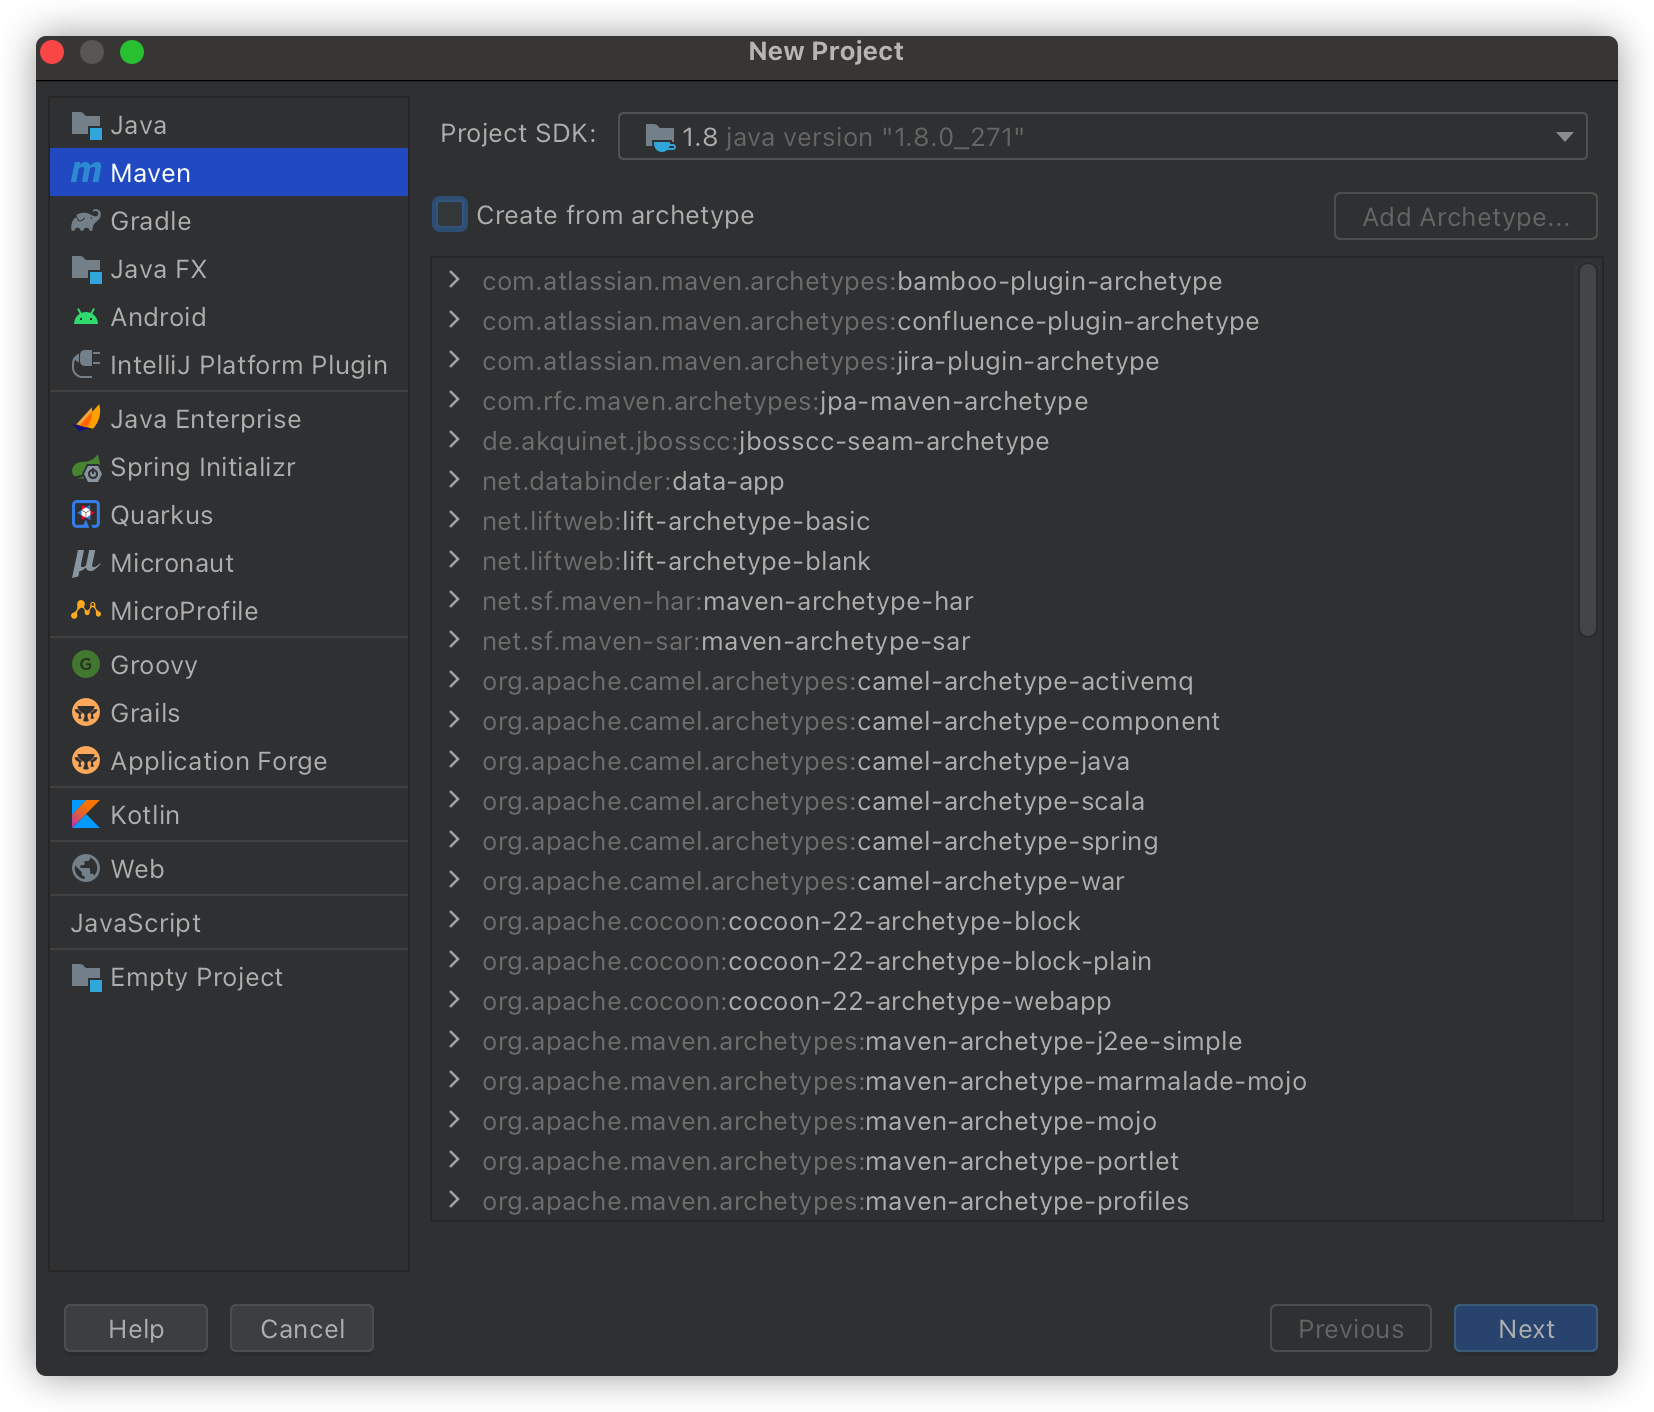 New Project
Java
Maven
Gradle
Java FX
Android
IntelliJ Platform Plugin
Java Enterprise
Spring Initializr
Quarkus
Micronaut
MicroProfile
Groovy
Grails
Application Forge
Kotlin
Web
JavaScript
Empty Project
Project SDK: 1.8 java version "1.8.0_271"
Create from archetype
Add Archetype...
com.atlassian.maven.archetypes:bamboo-plugin-archetype
com.atlassian.maven.archetypes:confluence-plugin-archetype
com.atlassian.maven.archetypes:jira-plugin-archetype
com.rfc.maven.archetypes:jpa-maven-archetype
de.akquinet.jbosscc:jbosscc-seam-archetype
net.databinder:data-app
net.liftweb:lift-archetype-basic
net.liftweb:lift-archetype-blank
net.sf.maven-har:maven-archetype-har
net.sf.maven-sar:maven-archetype-sar
org.apache.camel.archetypes:camel-archetype-activemq
org.apache.camel.archetypes:camel-archetype-component
org.apache.camel.archetypes:camel-archetype-java
org.apache.camel.archetypes:camel-archetype-scala
org.apache.camel.archetypes:camel-archetype-spring
org.apache.camel.archetypes:camel-archetype-war
org.apache.cocoon:cocoon-22-archetype-block
org.apache.cocoon:cocoon-22-archetype-block-plain
org.apache.cocoon:cocoon-22-archetype-webapp
org.apache.maven.archetypes:maven-archetype-j2ee-simple
org.apache.maven.archetypes:maven-archetype-marmalade-mojo
org.apache.maven.archetypes:maven-archetype-mojo
org.apache.maven.archetypes:maven-archetype-portlet
org.apache.maven.archetypes:maven-archetype-profiles
Help
Cancel
Previous
Next